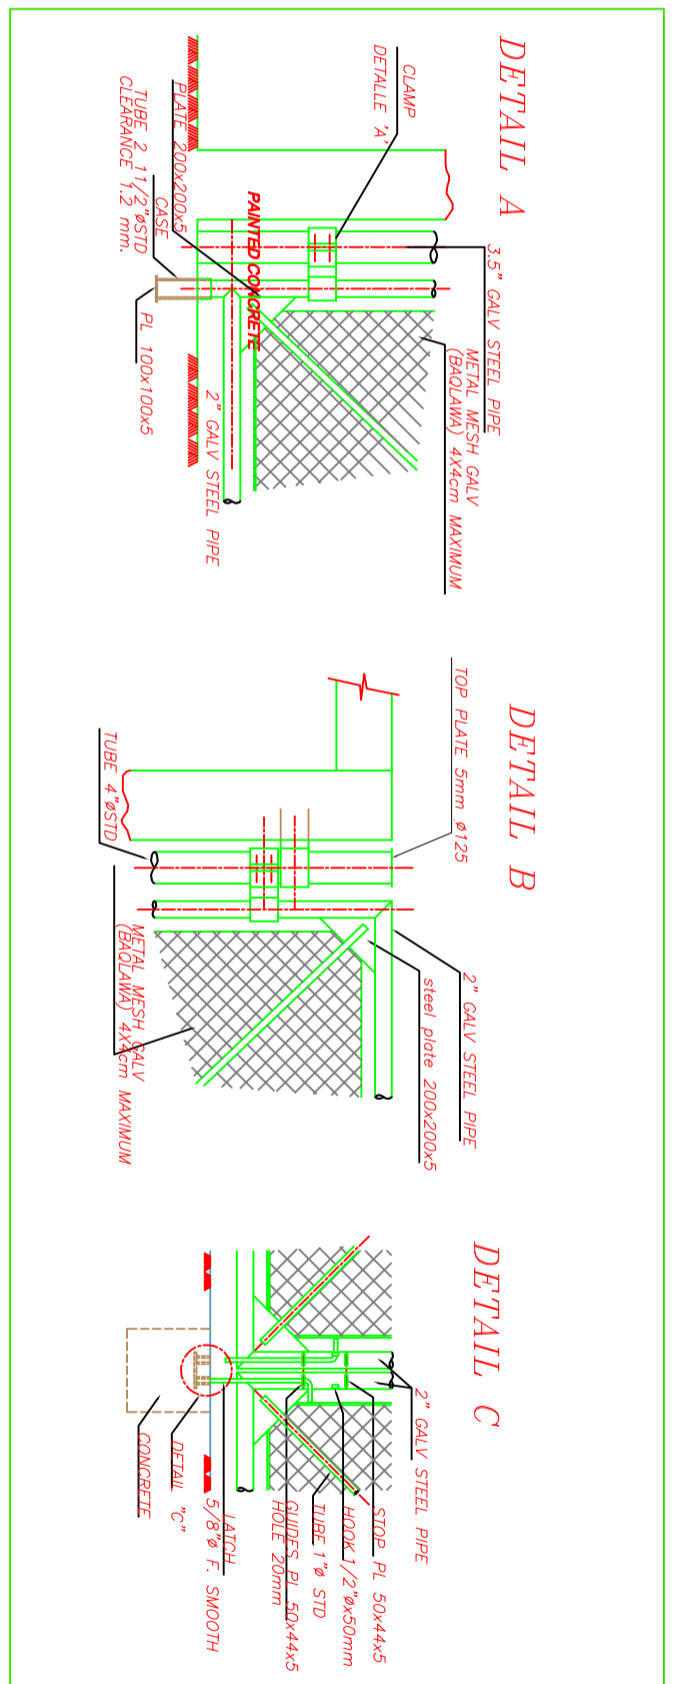 DETAIL A
CLAMP
DETALLE 'A'
3.5" GALV STEEL PIPE
METAL MESH GALV
(BAQLAWA) 4X4cm MAXIMUM
PAINTED CONCRETE
PLATE 200x200x5
CASE
TUBE 2 11/2"øSTD
CLEARANCE 1.2 mm.
PL 100x100x5
2" GALV STEEL PIPE
DETAIL B
TOP PLATE 5mm ø125
2" GALV STEEL PIPE
steel plate 200x200x5
TUBE 4"øSTD
METAL MESH GALV
(BAQLAWA) 4X4cm MAXIMUM
DETAIL C
2" GALV STEEL PIPE
STOP PL 50x44x5
HOOK 1/2"øx50mm
TUBE 1"ø STD
GUIDES PL 50x44x5
HOLE 20mm
LATCH
5/8"ø F. SMOOTH
DETAIL "C"
CONCRETE